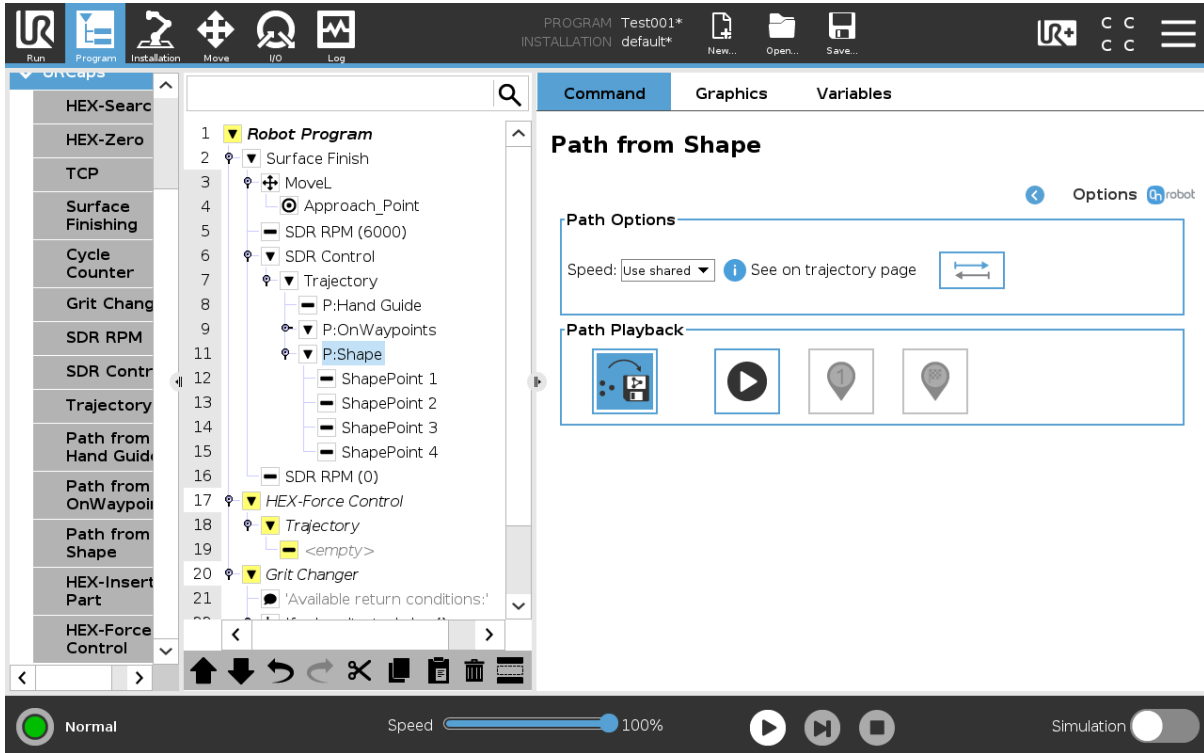 PROGRAM Test001*
INSTALLATION default*
Run
Program
Installation
Move
I/O
Log
New...
Open...
Save...
UR+
C C
C C
URCaps
HEX-Searc
HEX-Zero
TCP
Surface
Finishing
Cycle
Counter
Grit Chang
SDR RPM
SDR Contr
Trajectory
Path from
Hand Guide
Path from
OnWaypoin
Path from
Shape
HEX-Insert
Part
HEX-Force
Control
1 Robot Program
2 Surface Finish
3 MoveL
4 Approach_Point
5 SDR RPM (6000)
6 SDR Control
7 Trajectory
8 P:Hand Guide
9 P:OnWaypoints
11 P:Shape
12 ShapePoint 1
13 ShapePoint 2
14 ShapePoint 3
15 ShapePoint 4
16 SDR RPM (0)
17 HEX-Force Control
18 Trajectory
19 <empty>
20 Grit Changer
21 'Available return conditions:'
Command Graphics Variables
Path from Shape
Options OnRobot
Path Options
Speed: Use shared See on trajectory page
Path Playback
1
Normal
Speed 100%
Simulation